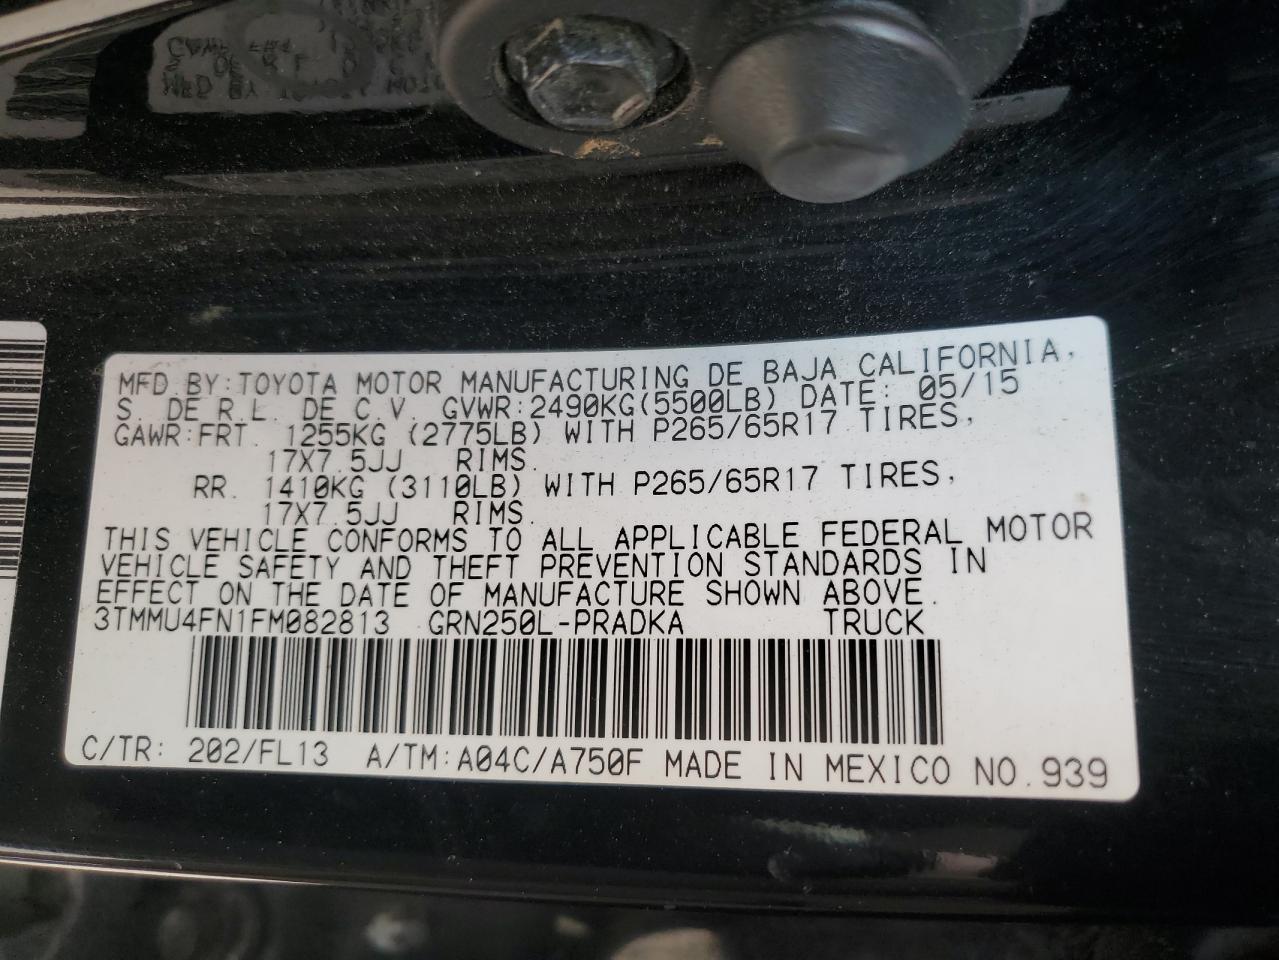 MFD.BY:TOYOTA MOTOR MANUFACTURING DE BAJA CALIFORNIA,
S. DE R.L. DE C.V. GVWR:2490KG(5500LB) DATE: 05/15
GAWR:FRT. 1255KG (2775LB) WITH P265/65R17 TIRES,
17X7.5JJ RIMS.
RR. 1410KG (3110LB) WITH P265/65R17 TIRES,
17X7.5JJ RIMS.
THIS VEHICLE CONFORMS TO ALL APPLICABLE FEDERAL MOTOR
VEHICLE SAFETY AND THEFT PREVENTION STANDARDS IN
EFFECT ON THE DATE OF MANUFACTURE SHOWN ABOVE.
3TMMU4FN1FM082813 GRN250L-PRADKA TRUCK
C/TR: 202/FL13 A/TM:A04C/A750F MADE IN MEXICO NO.939